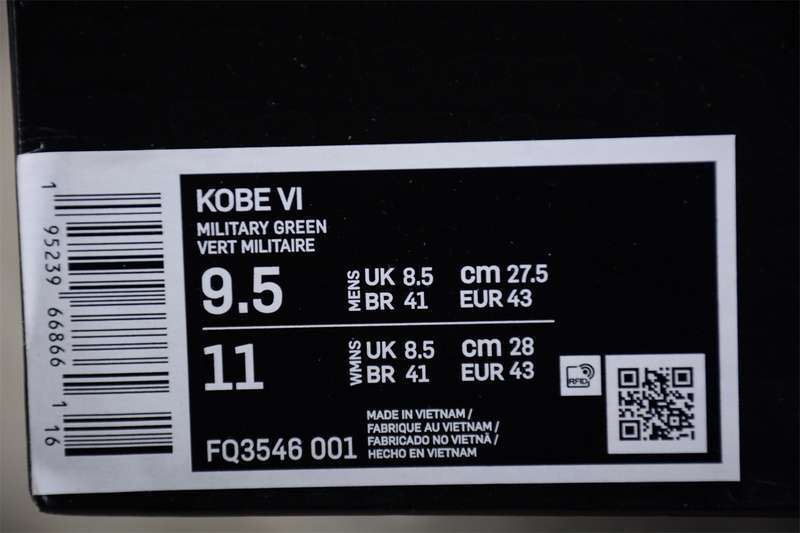 KOBE VI
MILITARY GREEN
VERT MILITAIRE
9.5 MENS UK 8.5 cm 27.5
BR 41 EUR 43
11 WMNS UK 8.5 cm 28
BR 41 EUR 43
RFID
FQ3546 001
MADE IN VIETNAM /
FABRIQUE AU VIETNAM /
FABRICADO NO VIETNÃ /
HECHO EN VIETNAM
1 95239 66866 1 16